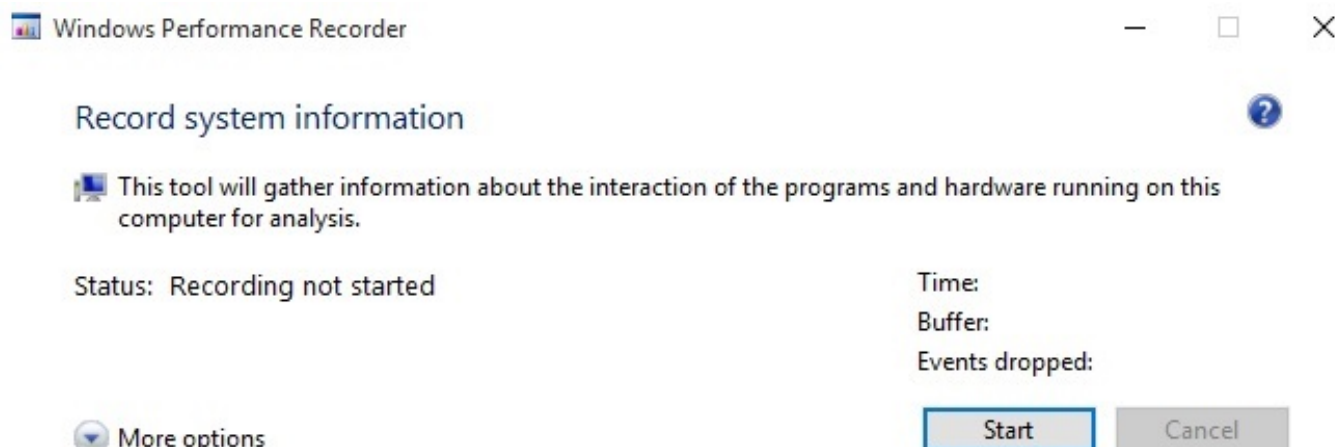 Windows Performance Recorder
Record system information
?
This tool will gather information about the interaction of the programs and hardware running on this
computer for analysis.
Status: Recording not started
Time:
Buffer:
Events dropped:
More options
Start
Cancel